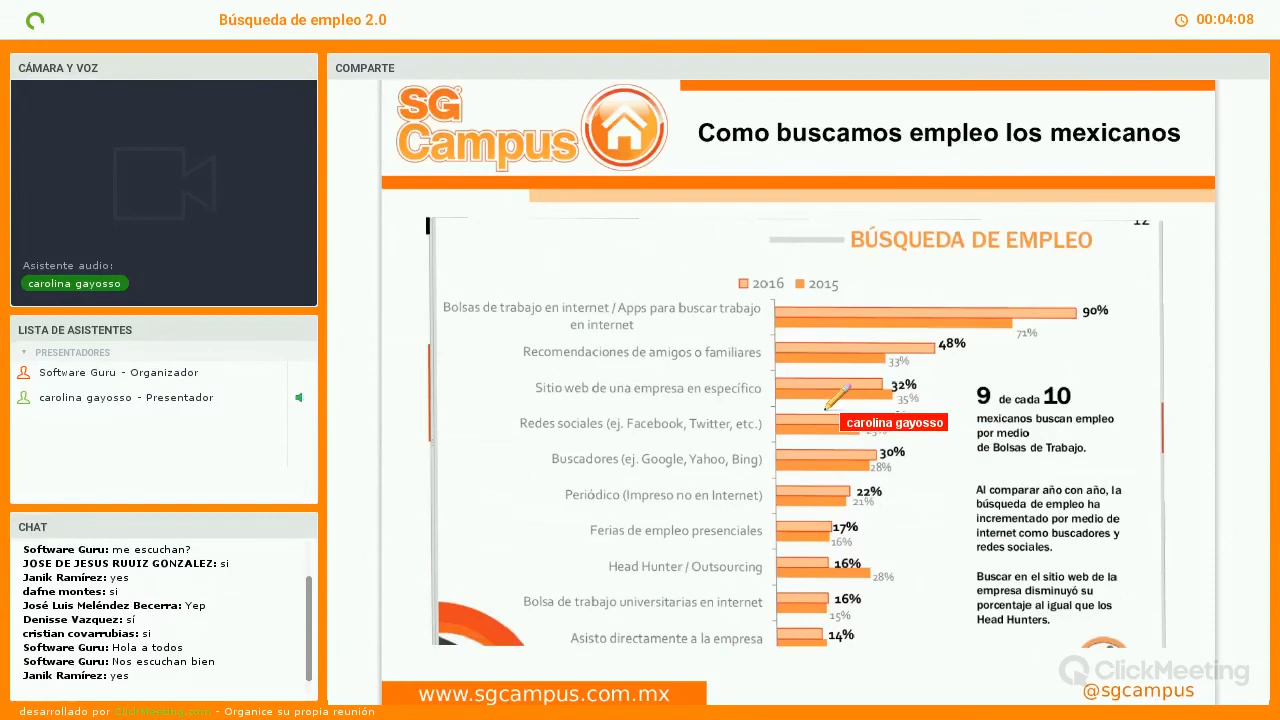 Búsqueda de empleo 2.0
00:04:08
CÁMARA Y VOZ
Asistente audio:
carolina gayosso
LISTA DE ASISTENTES
PRESENTADORES
Software Guru - Organizador
carolina gayosso - Presentador
CHAT
Software Guru: me escuchan?
JOSE DE JESUS RUUIZ GONZALEZ: si
Janik Ramírez: yes
dafne montes: si
José Luis Meléndez Becerra: Yep
Denisse Vazquez: sí
cristian covarrubias: si
Software Guru: Hola a todos
Software Guru: Nos escuchan bien
Janik Ramírez: yes
desarrollado por ClickMeeting.com - Organice su propia reunión
COMPARTE
SG
Campus
Como buscamos empleo los mexicanos
12
BÚSQUEDA DE EMPLEO
2016 2015
Bolsas de trabajo en internet / Apps para buscar trabajo
en internet
90%
71%
Recomendaciones de amigos o familiares
48%
33%
Sitio web de una empresa en específico
32%
35%
Redes sociales (ej. Facebook, Twitter, etc.)
carolina gayosso
Buscadores (ej. Google, Yahoo, Bing)
30%
28%
Periódico (Impreso no en Internet)
22%
21%
Ferias de empleo presenciales
17%
16%
Head Hunter / Outsourcing
16%
28%
Bolsa de trabajo universitarias en internet
16%
15%
Asisto directamente a la empresa
14%
9 de cada 10
mexicanos buscan empleo
por medio
de Bolsas de Trabajo.
Al comparar año con año, la
búsqueda de empleo ha
incrementado por medio de
internet como buscadores y
redes sociales.
Buscar en el sitio web de la
empresa disminuyó su
porcentaje al igual que los
Head Hunters.
ClickMeeting
www.sgcampus.com.mx
@sgcampus